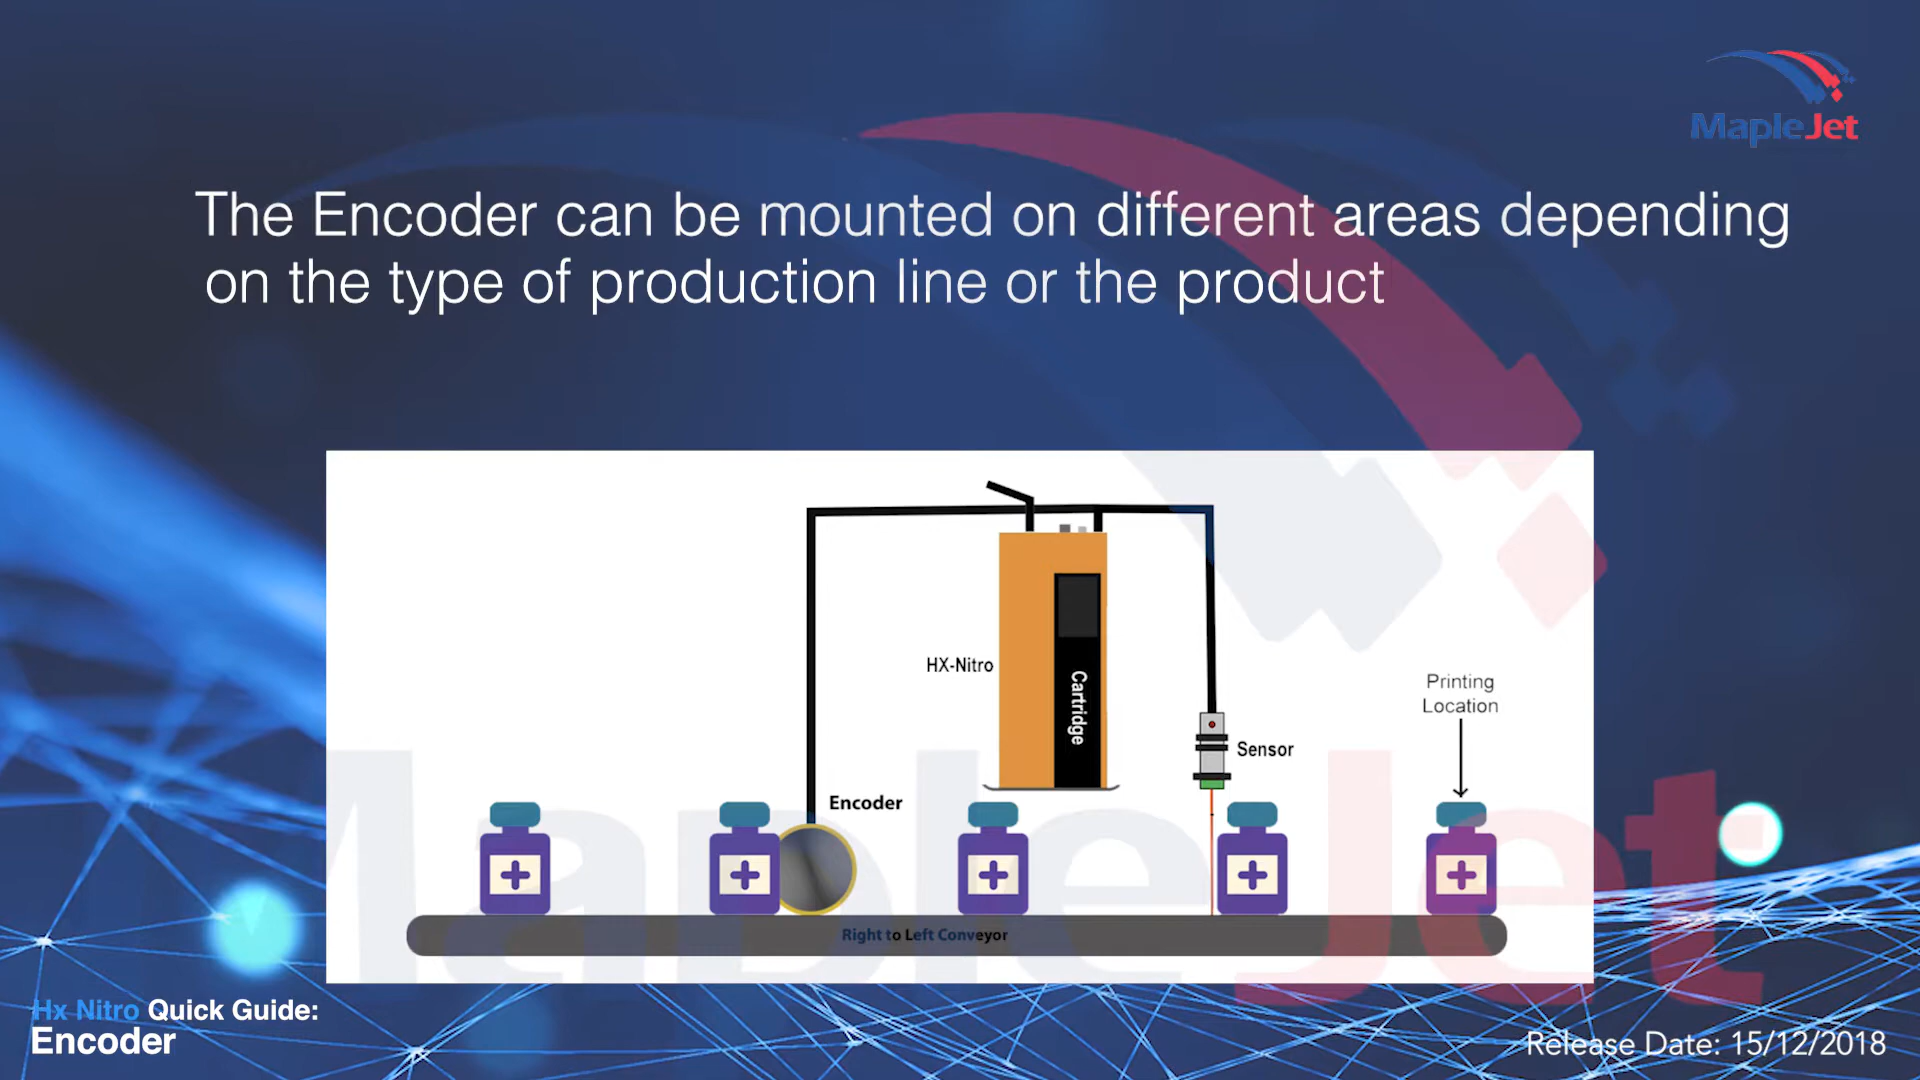 MapleJet
The Encoder can be mounted on different areas depending
on the type of production line or the product
HX-Nitro
Cartridge
Printing
Location
Sensor
Encoder
Right to Left Conveyor
MapleJet
Hx Nitro Quick Guide:
Encoder
Release Date: 15/12/2018